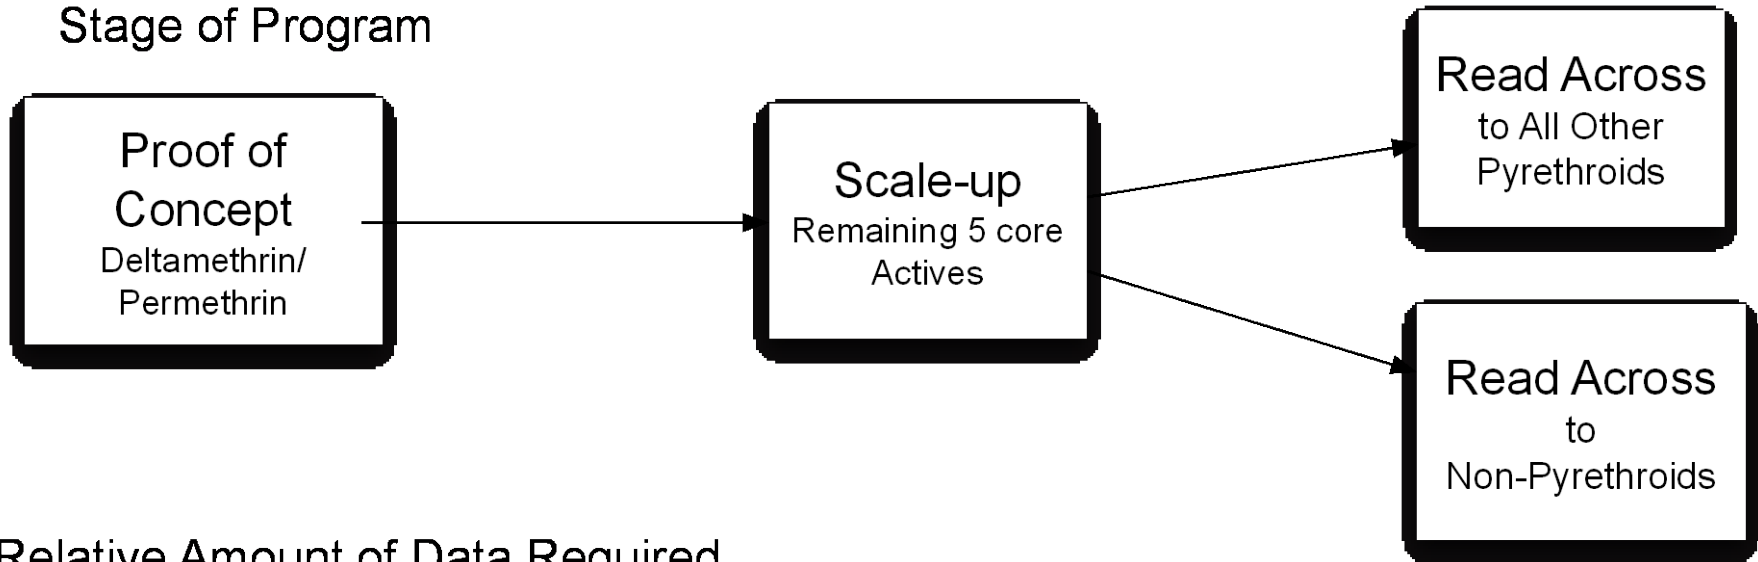 Stage of Program
Proof of
Concept
Deltamethrin/
Permethrin
Scale-up
Remaining 5 core
Actives
Read Across
to All Other
Pyrethroids
Read Across
to
Non-Pyrethroids
Relative Amount of Data Required